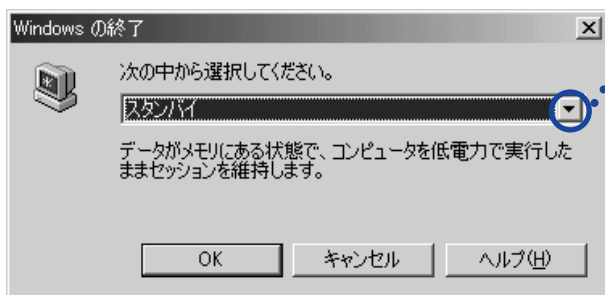 Windows の終了
次の中から選択してください。
スタンバイ
データがメモリにある状態で、コンピュータを低電力で実行した
ままセッションを維持します。
OK キャンセル ヘルプ(H)